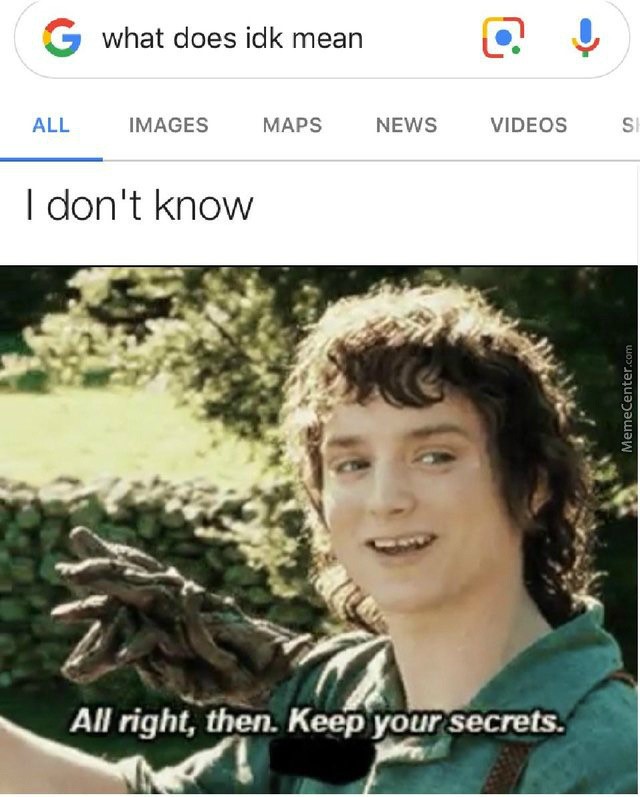 what does idk mean
ALL IMAGES MAPS NEWS VIDEOS
I don't know
MemeCenter.com
All right, then. Keep your secrets.